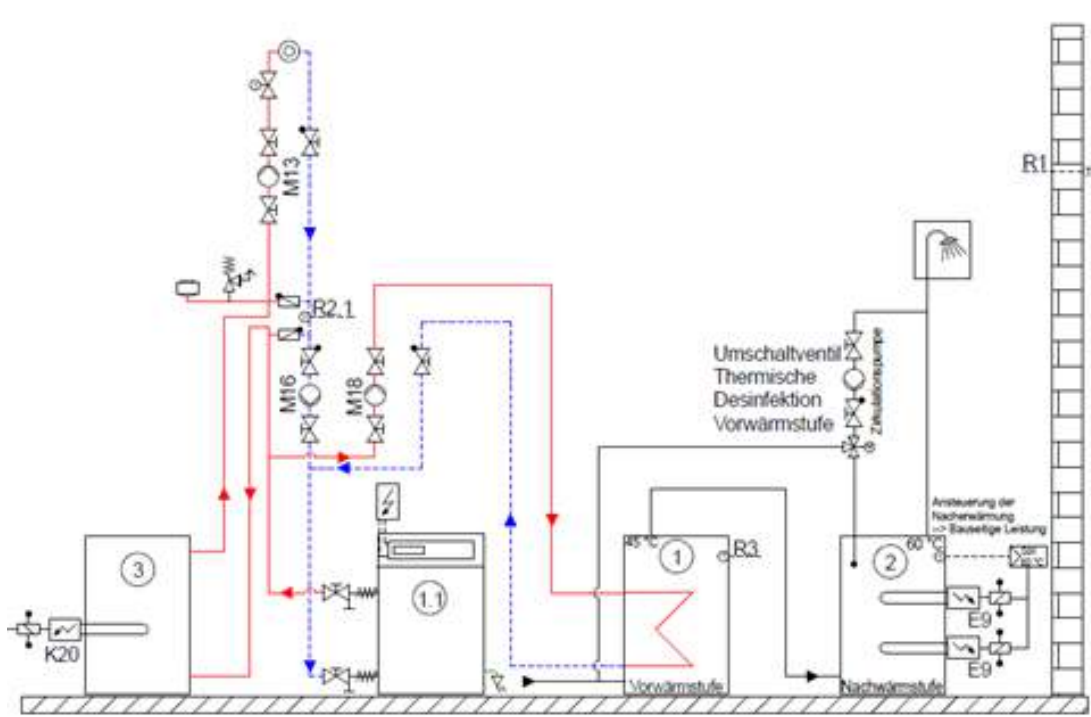 M13
R1
R2.1
Umschaltventil
Thermische
Desinfektion
Vorwärmstufe
Zirkulationspumpe
M16
M18
Ansteuerung der
Nacherwärmung
=> Bauseitige Leistung
3
1.1
45 °C
1
R3
60 °C
2
K20
E9
E9
Vorwärmstufe
Nachwärmstufe